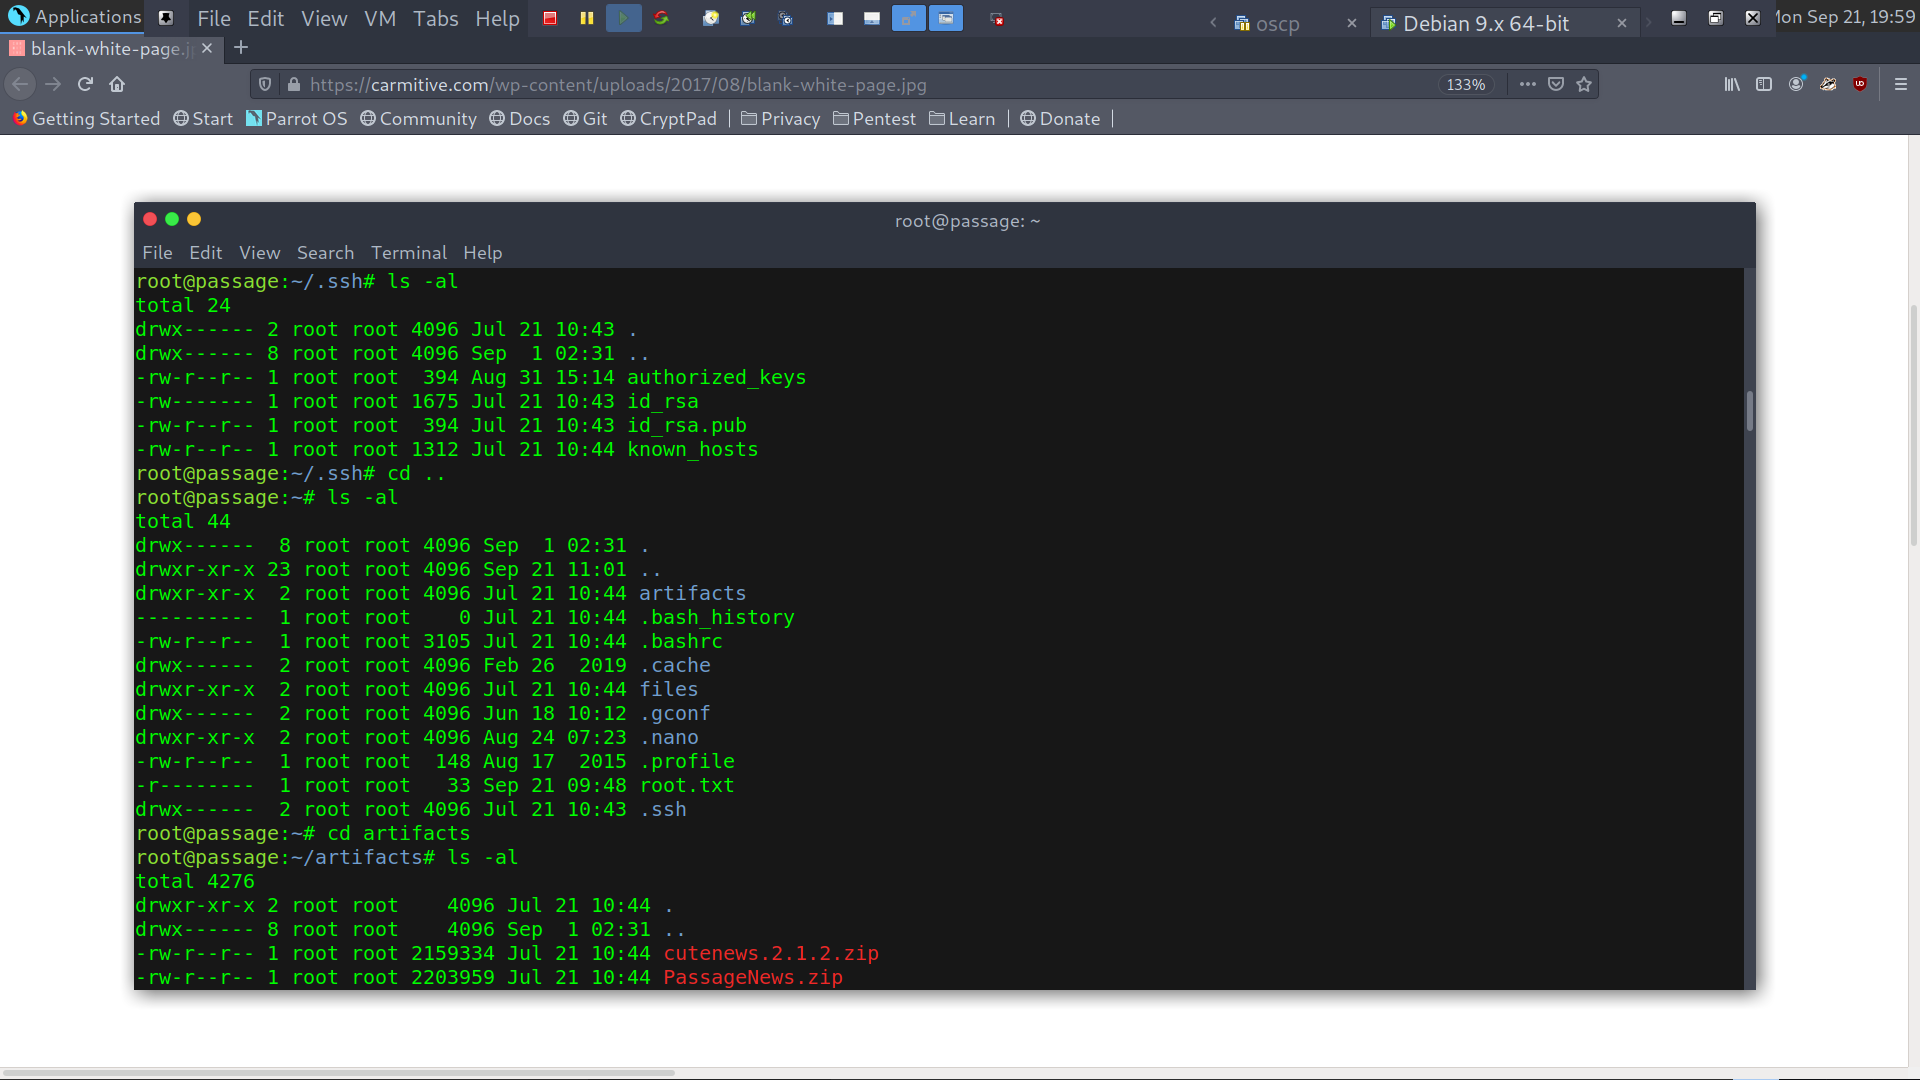 Applications File Edit View VM Tabs Help oscp Debian 9.x 64-bit Mon Sep 21, 19:59
blank-white-page.j
https://carmitive.com/wp-content/uploads/2017/08/blank-white-page.jpg 133%
Getting Started Start Parrot OS Community Docs Git CryptPad Privacy Pentest Learn Donate
root@passage: ~
File Edit View Search Terminal Help
root@passage:~/.ssh# ls -al
total 24
drwx------ 2 root root 4096 Jul 21 10:43 .
drwx------ 8 root root 4096 Sep  1 02:31 ..
-rw-r--r-- 1 root root  394 Aug 31 15:14 authorized_keys
-rw------- 1 root root 1675 Jul 21 10:43 id_rsa
-rw-r--r-- 1 root root  394 Jul 21 10:43 id_rsa.pub
-rw-r--r-- 1 root root 1312 Jul 21 10:44 known_hosts
root@passage:~/.ssh# cd ..
root@passage:~# ls -al
total 44
drwx------  8 root root 4096 Sep  1 02:31 .
drwxr-xr-x 23 root root 4096 Sep 21 11:01 ..
drwxr-xr-x  2 root root 4096 Jul 21 10:44 artifacts
----------  1 root root    0 Jul 21 10:44 .bash_history
-rw-r--r--  1 root root 3105 Jul 21 10:44 .bashrc
drwx------  2 root root 4096 Feb 26  2019 .cache
drwxr-xr-x  2 root root 4096 Jul 21 10:44 files
drwx------  2 root root 4096 Jun 18 10:12 .gconf
drwxr-xr-x  2 root root 4096 Aug 24 07:23 .nano
-rw-r--r--  1 root root  148 Aug 17  2015 .profile
-r--------  1 root root   33 Sep 21 09:48 root.txt
drwx------  2 root root 4096 Jul 21 10:43 .ssh
root@passage:~# cd artifacts
root@passage:~/artifacts# ls -al
total 4276
drwxr-xr-x 2 root root    4096 Jul 21 10:44 .
drwx------ 8 root root    4096 Sep  1 02:31 ..
-rw-r--r-- 1 root root 2159334 Jul 21 10:44 cutenews.2.1.2.zip
-rw-r--r-- 1 root root 2203959 Jul 21 10:44 PassageNews.zip